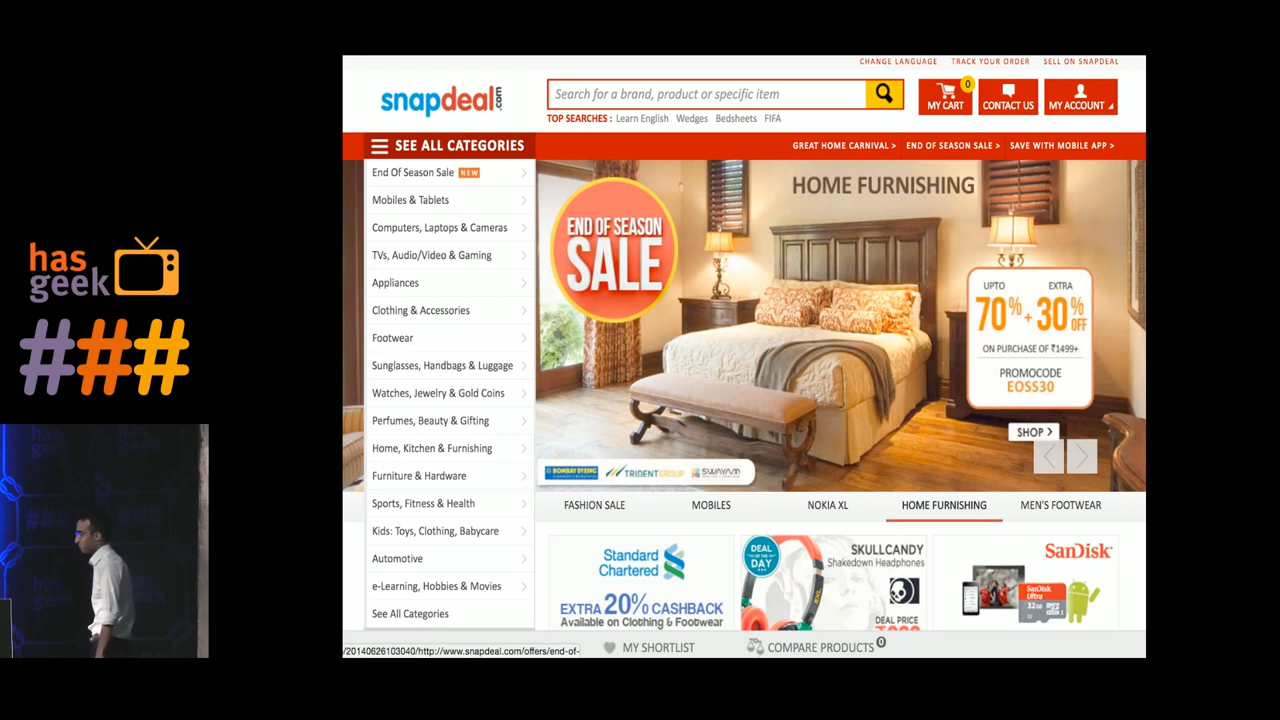 has
geek
###
CHANGE LANGUAGE TRACK YOUR ORDER SELL ON SNAPDEAL
snapdeal.com
Search for a brand, product or specific item
0
MY CART CONTACT US MY ACCOUNT
TOP SEARCHES : Learn English Wedges Bedsheets FIFA
SEE ALL CATEGORIES
GREAT HOME CARNIVAL > END OF SEASON SALE > SAVE WITH MOBILE APP >
End Of Season Sale NEW
Mobiles & Tablets
Computers, Laptops & Cameras
TVs, Audio/Video & Gaming
Appliances
Clothing & Accessories
Footwear
Sunglasses, Handbags & Luggage
Watches, Jewelry & Gold Coins
Perfumes, Beauty & Gifting
Home, Kitchen & Furnishing
Furniture & Hardware
Sports, Fitness & Health
Kids: Toys, Clothing, Babycare
Automotive
e-Learning, Hobbies & Movies
See All Categories
HOME FURNISHING
END OF SEASON
SALE
UPTO EXTRA
70% + 30% OFF
ON PURCHASE OF ₹1499+
PROMOCODE
EOSS30
SHOP >
BOMBAY DYEING TRIDENTGROUP SWAYAM
FASHION SALE MOBILES NOKIA XL HOME FURNISHING MEN'S FOOTWEAR
Standard
Chartered
EXTRA 20% CASHBACK
Available on Clothing & Footwear
DEAL
OF THE
DAY
SKULLCANDY
Shakedown Headphones
DEAL PRICE
SanDisk
SanDisk
Ultra
32GB
/20140626103040/http://www.snapdeal.com/offers/end-of-
MY SHORTLIST COMPARE PRODUCTS 0